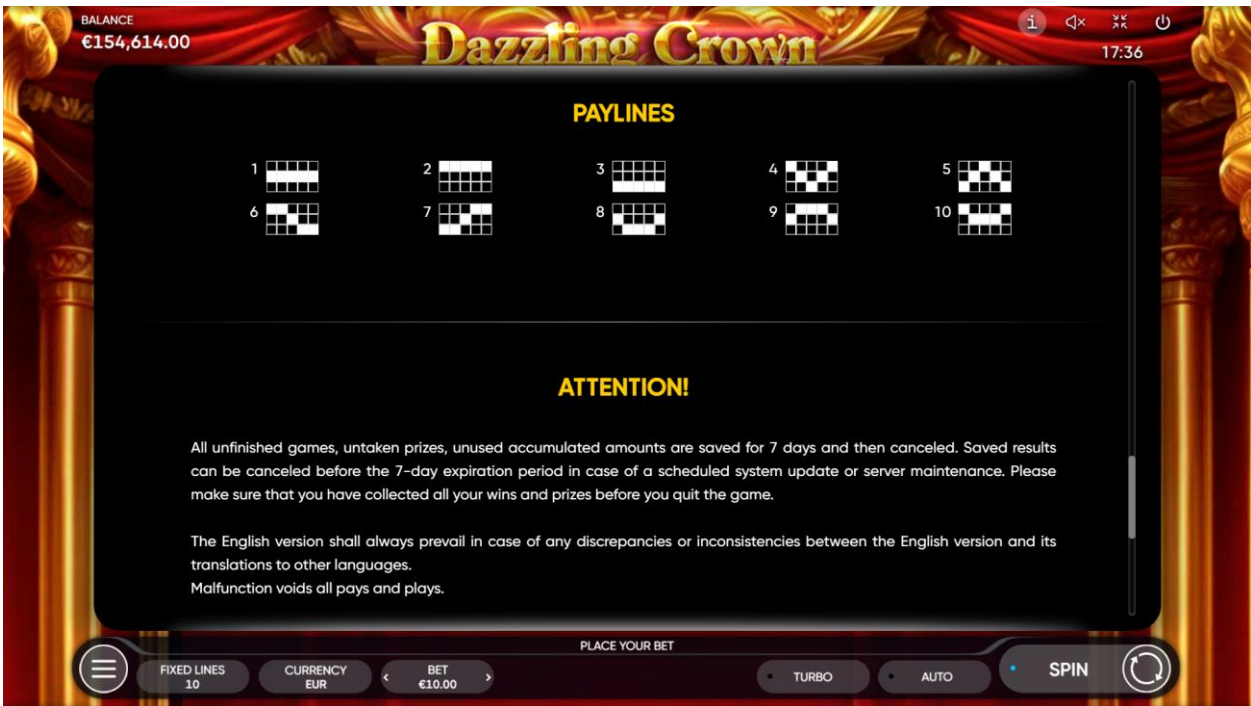 BALANCE
€154,614.00
Dazzling Crown
i
17:36
PAYLINES
1 2 3 4 5
6 7 8 9 10
ATTENTION!
All unfinished games, untaken prizes, unused accumulated amounts are saved for 7 days and then canceled. Saved results
can be canceled before the 7-day expiration period in case of a scheduled system update or server maintenance. Please
make sure that you have collected all your wins and prizes before you quit the game.
The English version shall always prevail in case of any discrepancies or inconsistencies between the English version and its
translations to other languages.
Malfunction voids all pays and plays.
PLACE YOUR BET
FIXED LINES
10
CURRENCY
EUR
BET
€10.00
TURBO
AUTO
SPIN